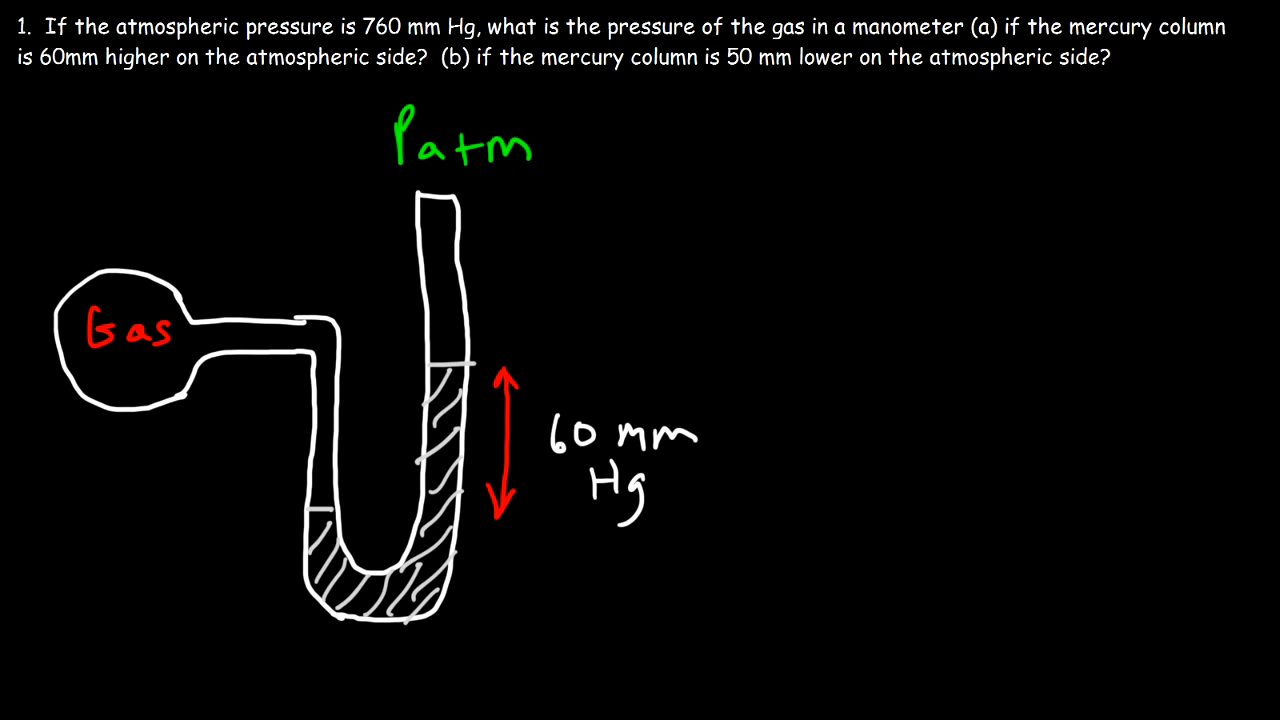 1. If the atmospheric pressure is 760 mm Hg, what is the pressure of the gas in a manometer (a) if the mercury column
is 60mm higher on the atmospheric side? (b) if the mercury column is 50 mm lower on the atmospheric side?
Patm
Gas
60 mm
Hg